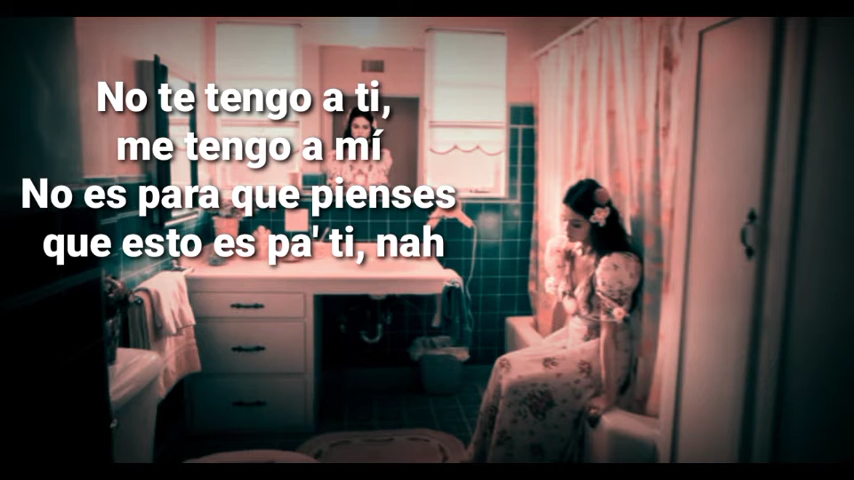 No te tengo a ti,
me tengo a mí
No es para que pienses
que esto es pa' ti, nah